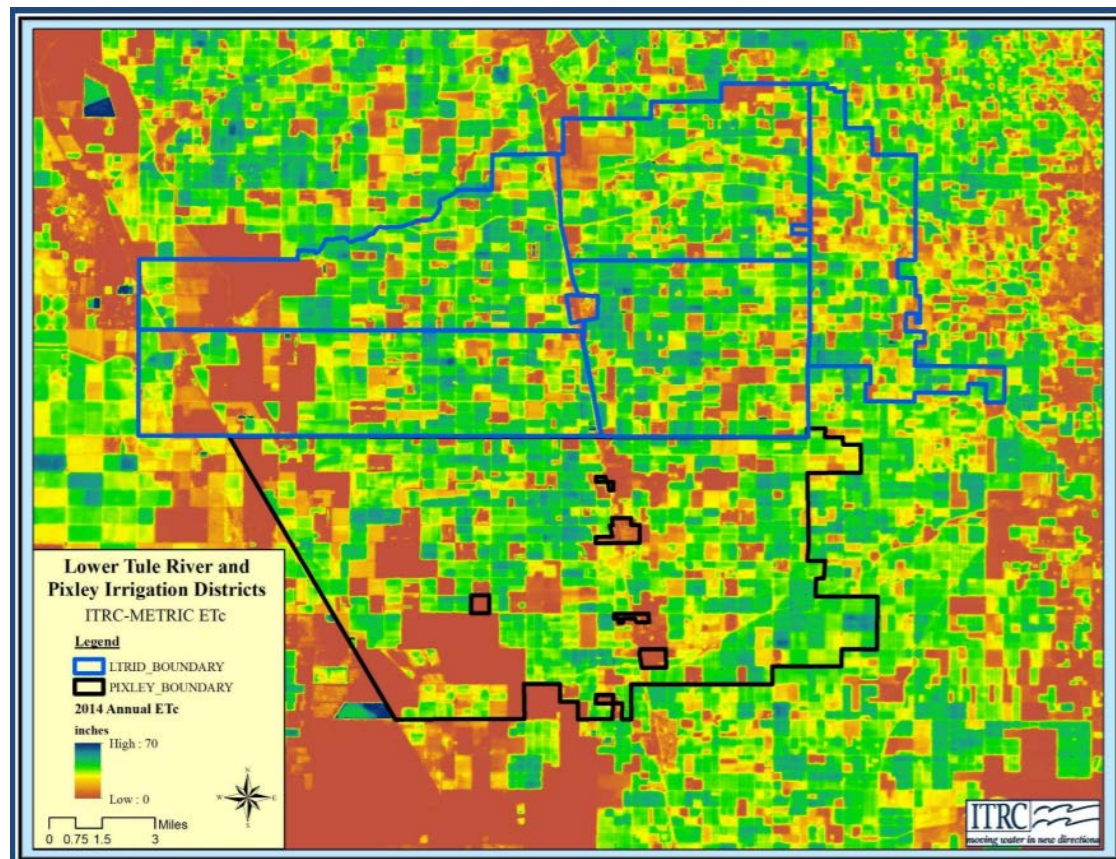 Lower Tule River and
Pixley Irrigation Districts
ITRC-METRIC ETc
Legend
LTRID_BOUNDARY
PIXLEY_BOUNDARY
2014 Annual ETc
inches
High : 70
Low : 0
N
W E
S
Miles
0 0.75 1.5 3
ITRC
moving water in new directions